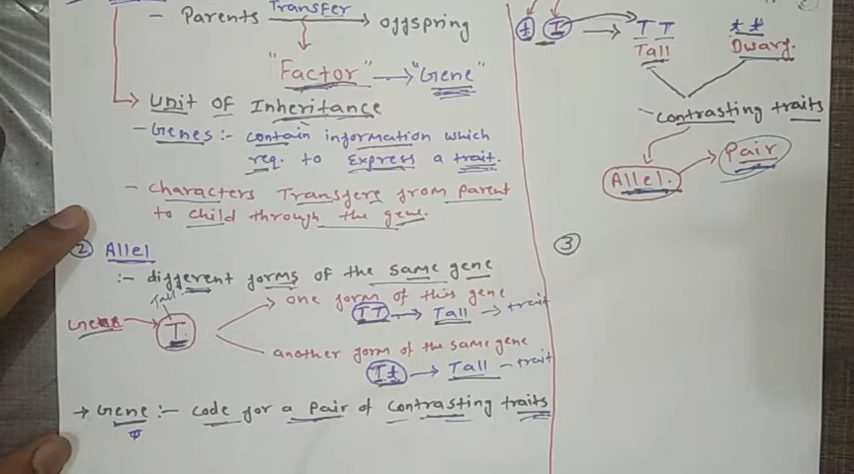 - Parents Transfer offspring
"Factor" → "Gene"
→ unit of Inheritance
- Genes :- contain information which
req. to Express a trait.
- Characters Transfere from parent
to child through the gene.
② Allel
:- different forms of the same gene
Tall
Genes → T
one form of this gene
TT → Tall → trait
another form of the same gene
Tt → Tall - trait
→ Gene :- code for a pair of contrasting traits
t T → TT tt
Tall Dwarf.
- contrasting traits
Allel. → Pair
③